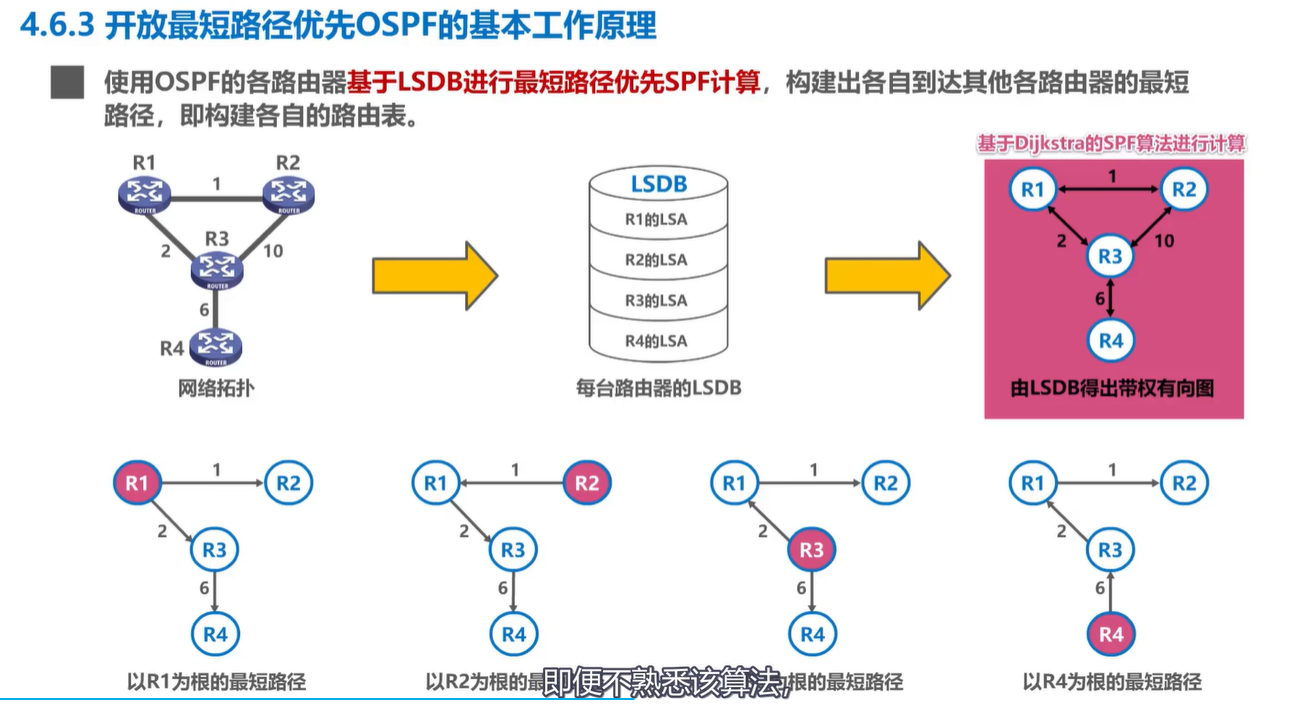 4.6.3 开放最短路径优先OSPF的基本工作原理
使用OSPF的各路由器基于LSDB进行最短路径优先SPF计算，构建出各自到达其他各路由器的最短
路径，即构建各自的路由表。
R1
R2
1
ROUTER
ROUTER
R3
2
10
ROUTER
6
R4
ROUTER
网络拓扑
LSDB
R1的LSA
R2的LSA
R3的LSA
R4的LSA
每台路由器的LSDB
基于Dijkstra的SPF算法进行计算
R1
1
R2
2
10
R3
6
R4
由LSDB得出带权有向图
R1
1
R2
2
R3
6
R4
以R1为根的最短路径
R1
1
R2
2
R3
6
R4
以R2为根的最
R1
1
R2
2
R3
6
R4
为根的最短路径
R1
1
R2
2
R3
6
R4
以R4为根的最短路径
即便不熟悉该算法,